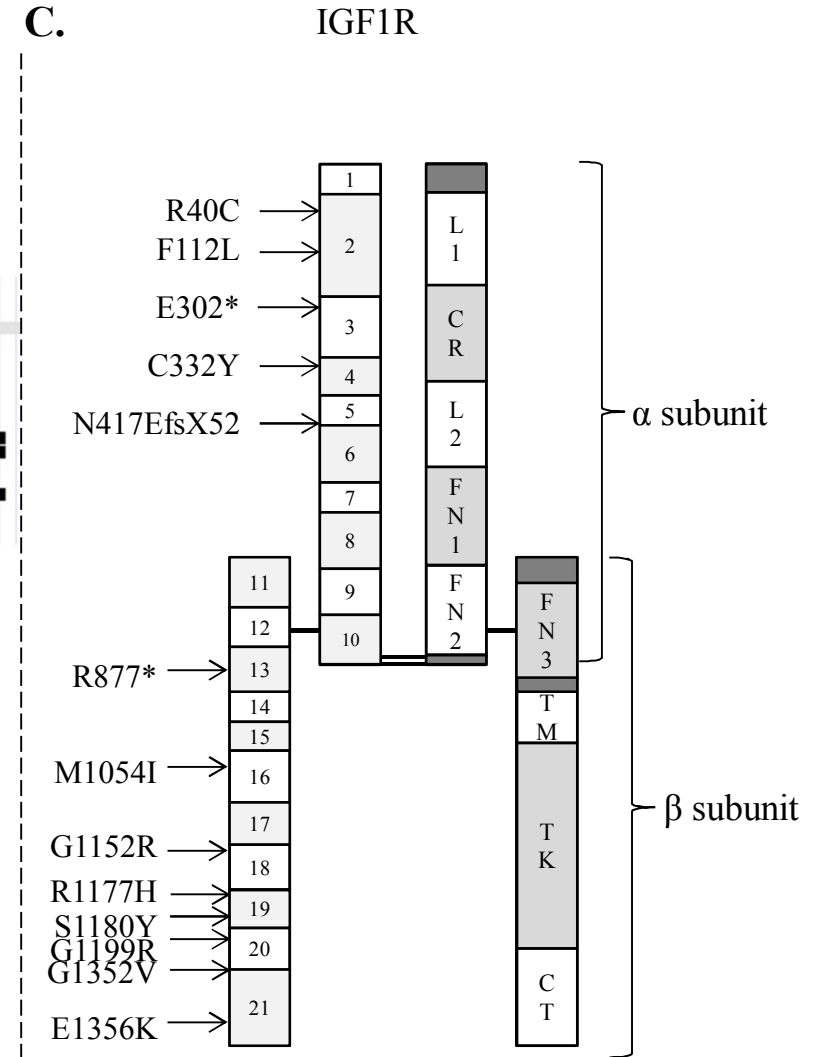 C.
IGF1R
R40C
F112L
E302*
C332Y
N417EfsX52
R877*
M1054I
G1152R
R1177H
S1180Y
G1199R
G1352V
E1356K
1
2
3
4
5
6
7
8
9
10
11
12
13
14
15
16
17
18
19
20
21
L
1
C
R
L
2
F
N
1
F
N
2
F
N
3
T
M
T
K
C
T
α subunit
β subunit